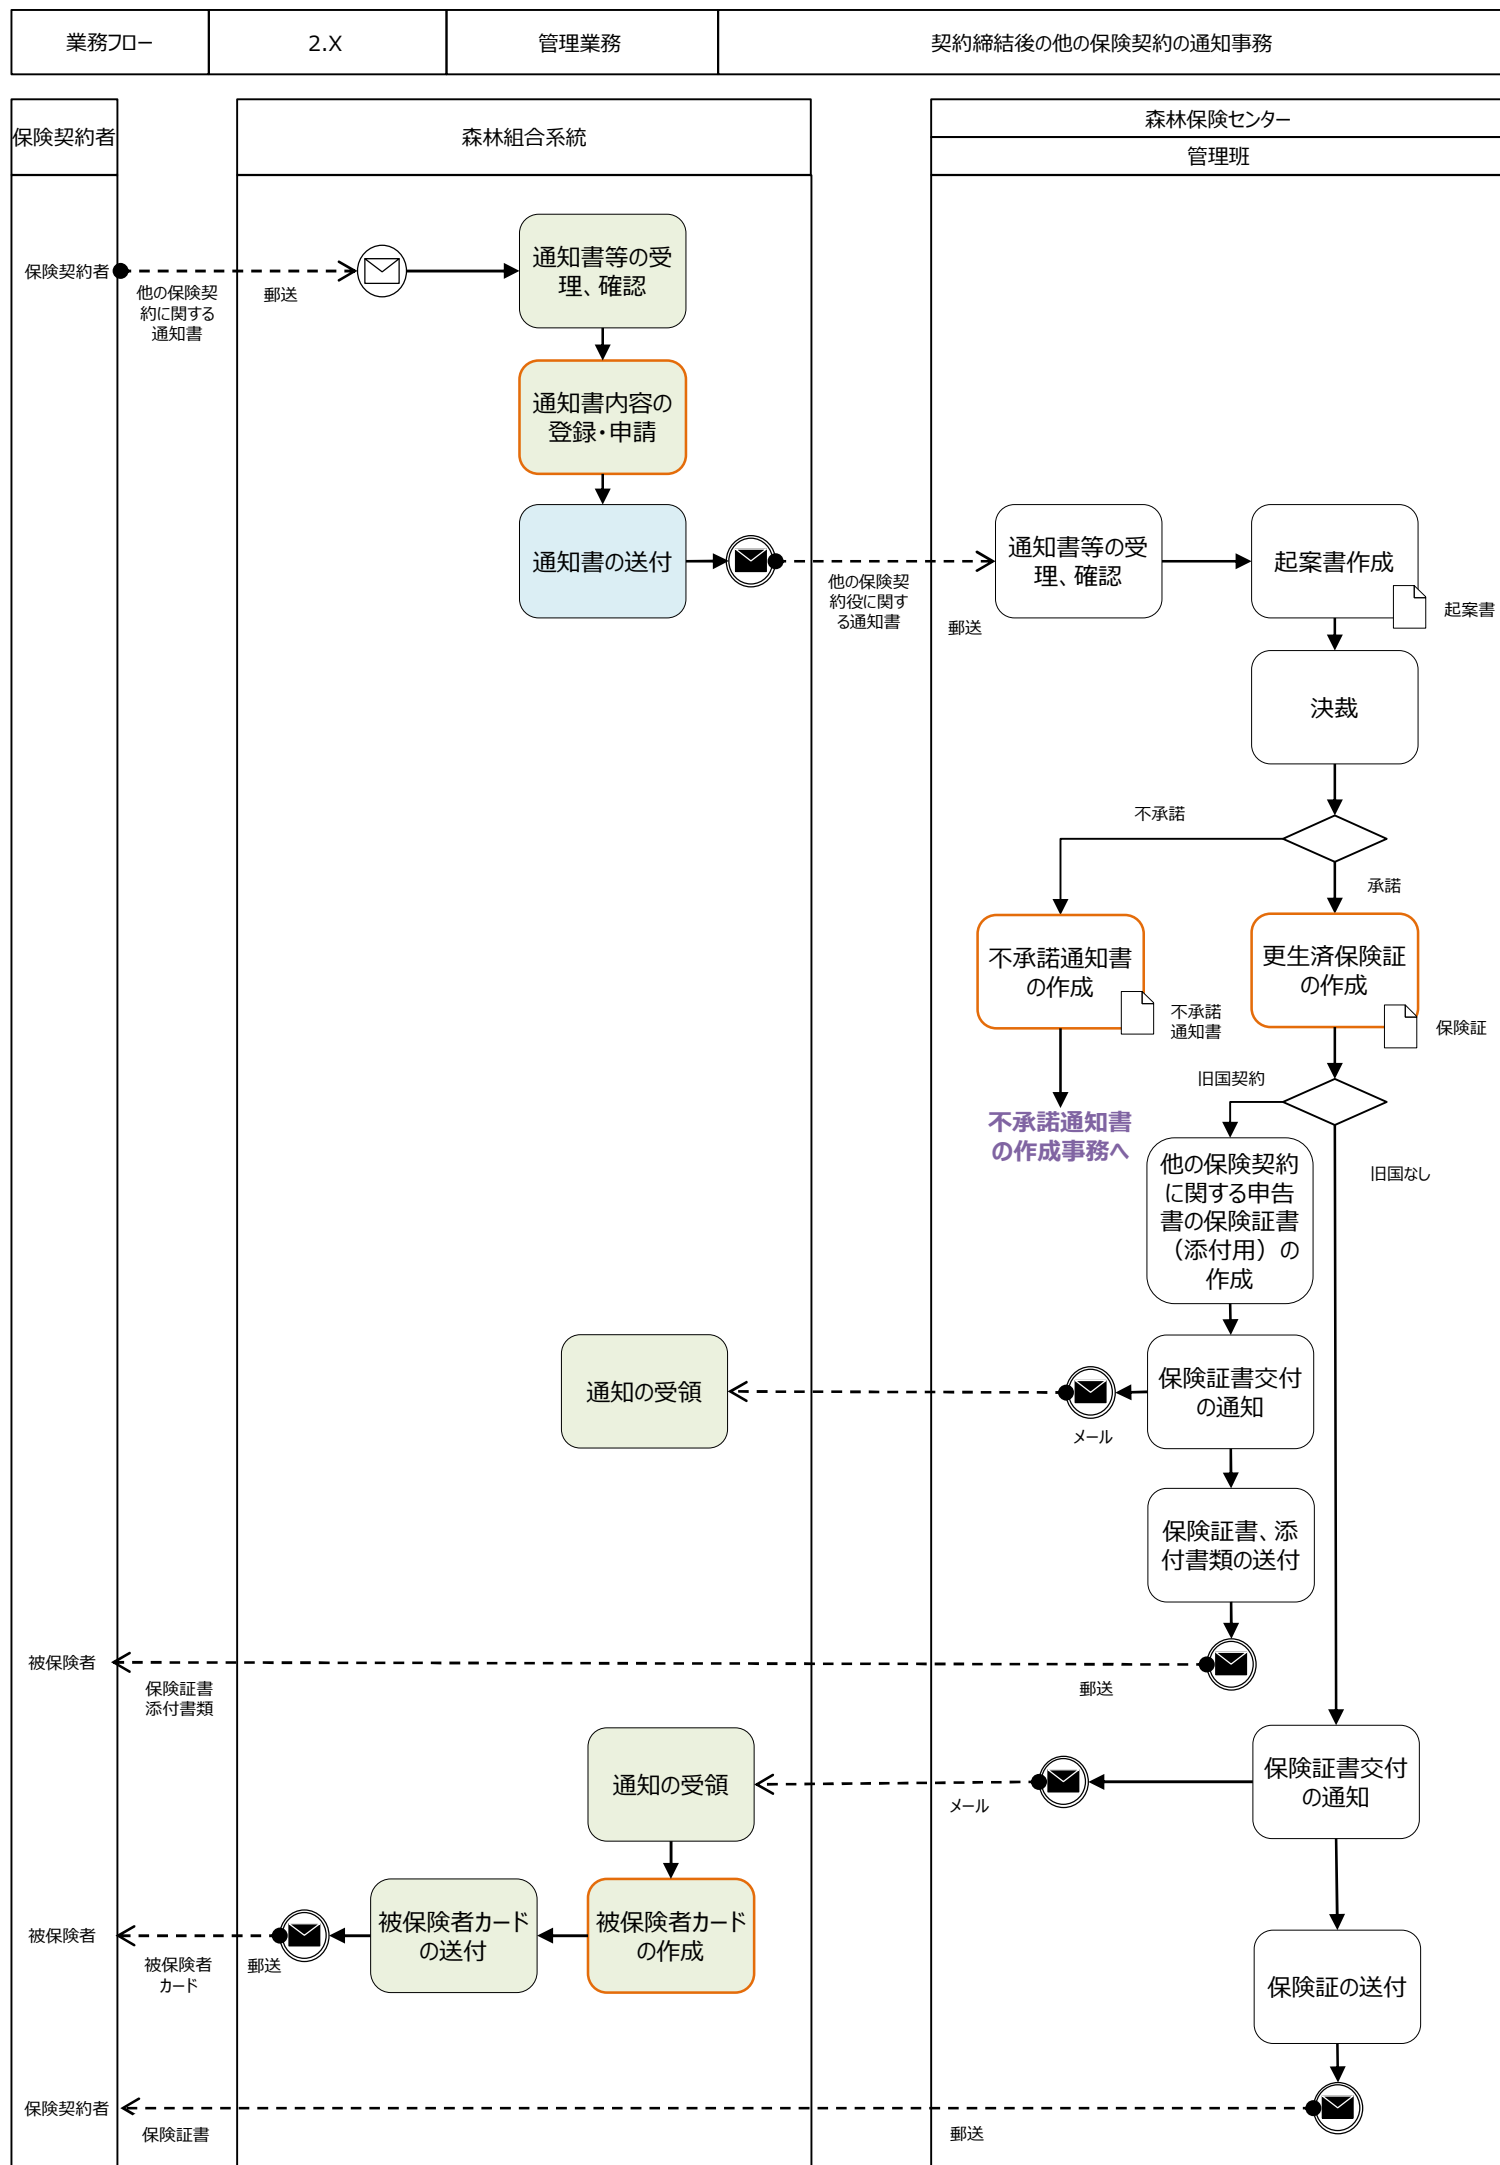 業務フロー
2.X
管理業務
契約締結後の他の保険契約の通知事務
保険契約者
森林組合系統
森林保険センター
管理班
保険契約者
他の保険契
約に関する
通知書
郵送
通知書等の受
理、確認
通知書内容の
登録・申請
通知書の送付
他の保険契
約役に関す
る通知書
郵送
通知書等の受
理、確認
起案書作成
起案書
決裁
不承諾
承諾
不承諾通知書
の作成
不承諾
通知書
更生済保険証
の作成
保険証
不承諾通知書
の作成事務へ
旧国契約
旧国なし
他の保険契約
に関する申告
書の保険証書
（添付用）の
作成
通知の受領
メール
保険証書交付
の通知
保険証書、添
付書類の送付
被保険者
保険証書
添付書類
郵送
通知の受領
メール
保険証書交付
の通知
被保険者
被保険者
カード
郵送
被保険者カード
の送付
被保険者カード
の作成
保険証の送付
保険契約者
保険証書
郵送